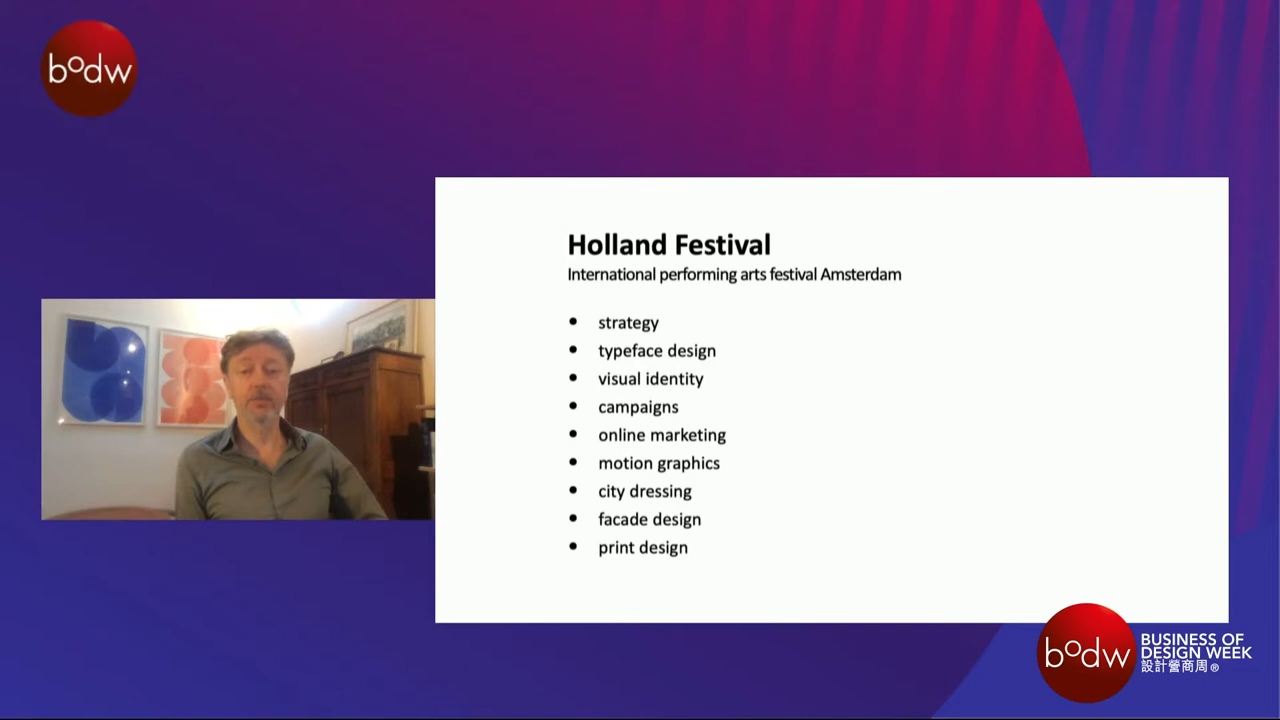 bodw
Holland Festival
International performing arts festival Amsterdam
• strategy
• typeface design
• visual identity
• campaigns
• online marketing
• motion graphics
• city dressing
• facade design
• print design
bodw
BUSINESS OF
DESIGN WEEK
設計營商周®